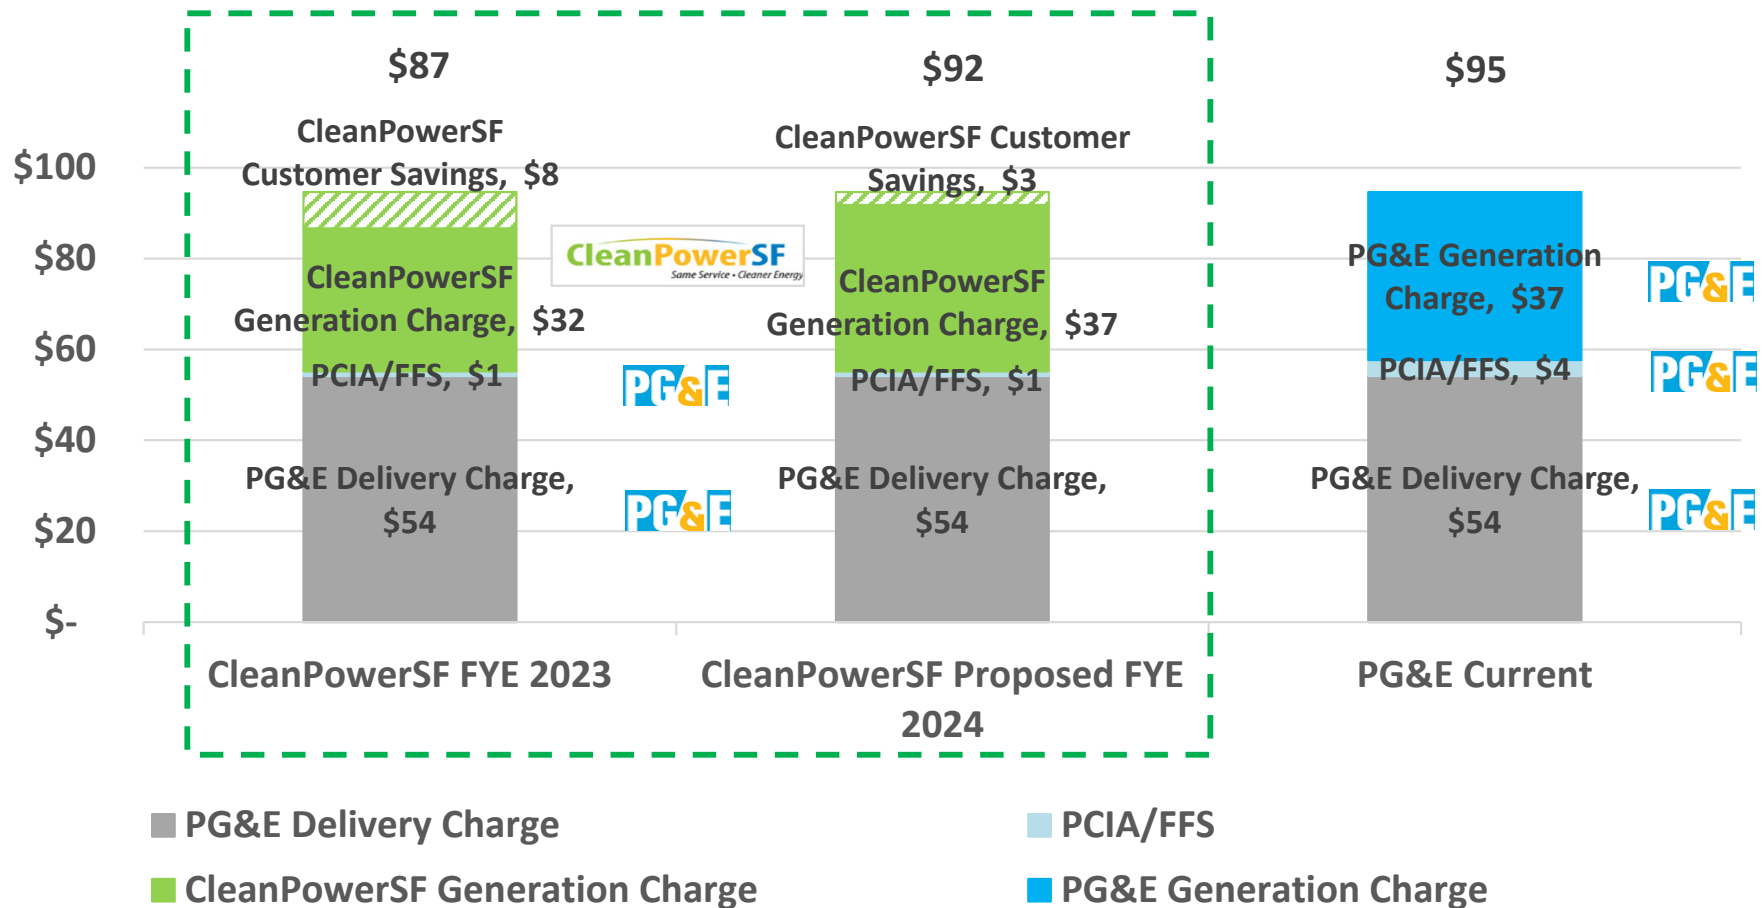 $87
$92
$95
CleanPowerSF
Customer Savings, $8
CleanPowerSF Customer
Savings, $3
$100
$80
$60
$40
$20
$-
CleanPowerSF
Same Service • Cleaner Energy
CleanPowerSF
Generation Charge, $32
CleanPowerSF
Generation Charge, $37
PG&E Generation
Charge, $37
PG&E
PCIA/FFS, $1
PG&E
PCIA/FFS, $1
PCIA/FFS, $4
PG&E
PG&E Delivery Charge,
$54
PG&E
PG&E Delivery Charge,
$54
PG&E Delivery Charge,
$54
PG&E
CleanPowerSF FYE 2023
CleanPowerSF Proposed FYE
2024
PG&E Current
PG&E Delivery Charge
PCIA/FFS
CleanPowerSF Generation Charge
PG&E Generation Charge